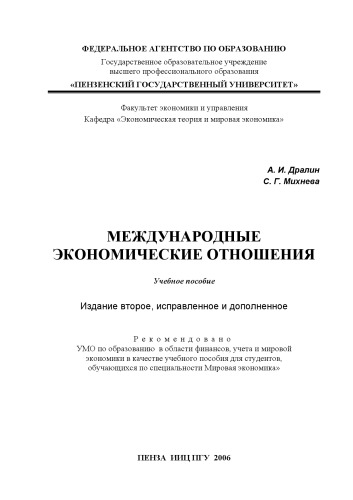 ФЕДЕРАЛЬНОЕ АГЕНТСТВО ПО ОБРАЗОВАНИЮ
Государственное образовательное учреждение
высшего профессионального образования
«ПЕНЗЕНСКИЙ ГОСУДАРСТВЕННЫЙ УНИВЕРСИТЕТ»
Факультет экономики и управления
Кафедра «Экономическая теория и мировая экономика»
А. И. Дралин
С. Г. Михнева
МЕЖДУНАРОДНЫЕ
ЭКОНОМИЧЕСКИЕ ОТНОШЕНИЯ
Учебное пособие
Издание второе, исправленное и дополненное
Рекомендовано
УМО по образованию в области финансов, учета и мировой
экономики в качестве учебного пособия для студентов,
обучающихся по специальности Мировая экономика»
ПЕНЗА ИИЦ ПГУ 2006